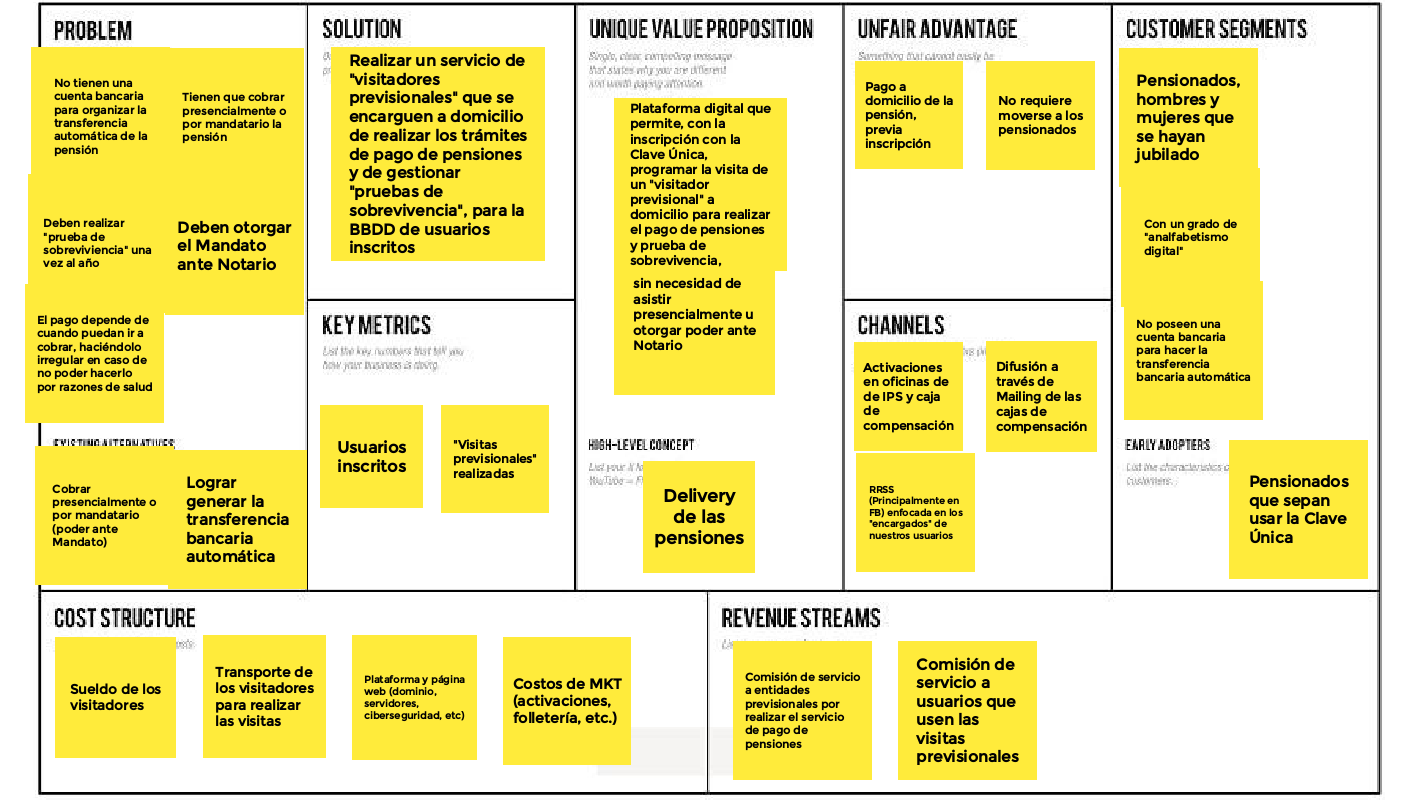 PROBLEM
No tienen una
cuenta bancaria
para organizar la
transferencia
automática de la
pensión
Tienen que cobrar
presencialmente o
por mandatario la
pensión
Deben realizar
"prueba de
sobreviviencia" una
vez al año
Deben otorgar
el Mandato
ante Notario
El pago depende de
cuando puedan ir a
cobrar, haciéndolo
irregular en caso de
no poder hacerlo
por razones de salud
EXISTING ALTERNATIVES
Cobrar
presencialmente o
por mandatario
(poder ante
Mandato)
Lograr
generar la
transferencia
bancaria
automática
SOLUTION
Realizar un servicio de
"visitadores
previsionales" que se
encarguen a domicilio
de realizar los trámites
de pago de pensiones
y de gestionar
"pruebas de
sobrevivencia", para la
BBDD de usuarios
inscritos
KEY METRICS
List the key numbers that tell you
how your business is doing.
Usuarios
inscritos
"Visitas
previsionales"
realizadas
UNIQUE VALUE PROPOSITION
Single, clear, compelling message
that states why you are different
and worth paying attention.
Plataforma digital que
permite, con la
inscripción con la
Clave Única,
programar la visita de
un "visitador
previsional" a
domicilio para realizar
el pago de pensiones
y prueba de
sobrevivencia,
sin necesidad de
asistir
presencialmente u
otorgar poder ante
Notario
HIGH-LEVEL CONCEPT
List your
YouTube =
Delivery
de las
pensiones
UNFAIR ADVANTAGE
Something that cannot easily be
Pago a
domicilio de la
pensión,
previa
inscripción
No requiere
moverse a los
pensionados
CHANNELS
Activaciones
en oficinas de
de IPS y caja
de
compensación
Difusión a
través de
Mailing de las
cajas de
compensación
RRSS
(Principalmente en
FB) enfocada en los
"encargados" de
nuestros usuarios
CUSTOMER SEGMENTS
Pensionados,
hombres y
mujeres que
se hayan
jubilado
Con un grado de
"analfabetismo
digital"
No poseen una
cuenta bancaria
para hacer la
transferencia
bancaria automática
EARLY ADOPTERS
List the characteristics
customers.
Pensionados
que sepan
usar la Clave
Única
COST STRUCTURE
Sueldo de los
visitadores
Transporte de
los visitadores
para realizar
las visitas
Plataforma y página
web (dominio,
servidores,
ciberseguridad, etc)
Costos de MKT
(activaciones,
folletería, etc.)
REVENUE STREAMS
Comisión de servicio
a entidades
previsionales por
realizar el servicio
de pago de
pensiones
Comisión de
servicio a
usuarios que
usen las
visitas
previsionales